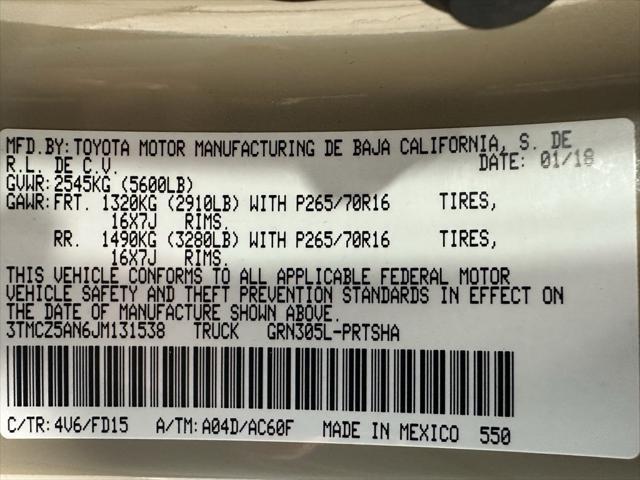 MFD.BY: TOYOTA MOTOR MANUFACTURING DE BAJA CALIFORNIA, S. DE
R.L. DE C.V. DATE: 01/18
GVWR: 2545KG (5600LB)
GAWR: FRT. 1320KG (2910LB) WITH P265/70R16 TIRES,
16X7J RIMS.
RR. 1490KG (3280LB) WITH P265/70R16 TIRES,
16X7J RIMS.
THIS VEHICLE CONFORMS TO ALL APPLICABLE FEDERAL MOTOR
VEHICLE SAFETY AND THEFT PREVENTION STANDARDS IN EFFECT ON
THE DATE OF MANUFACTURE SHOWN ABOVE.
3TMCZ5AN6JM131538 TRUCK GRN305L-PRTSHA
C/TR: 4V6/FD15 A/TM: A04D/AC60F MADE IN MEXICO 550